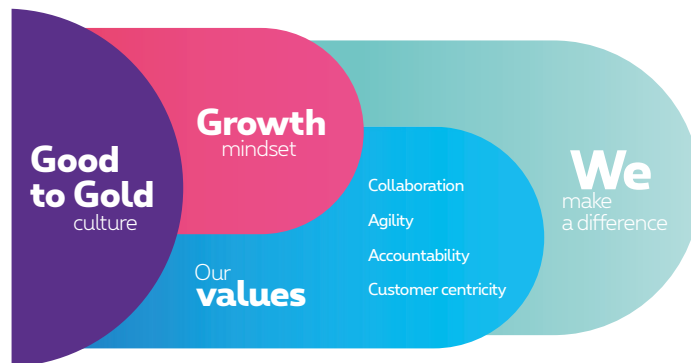 Good
to Gold
culture
Growth
mindset
Our
values
Collaboration
Agility
Accountability
Customer centricity
We
make
a difference